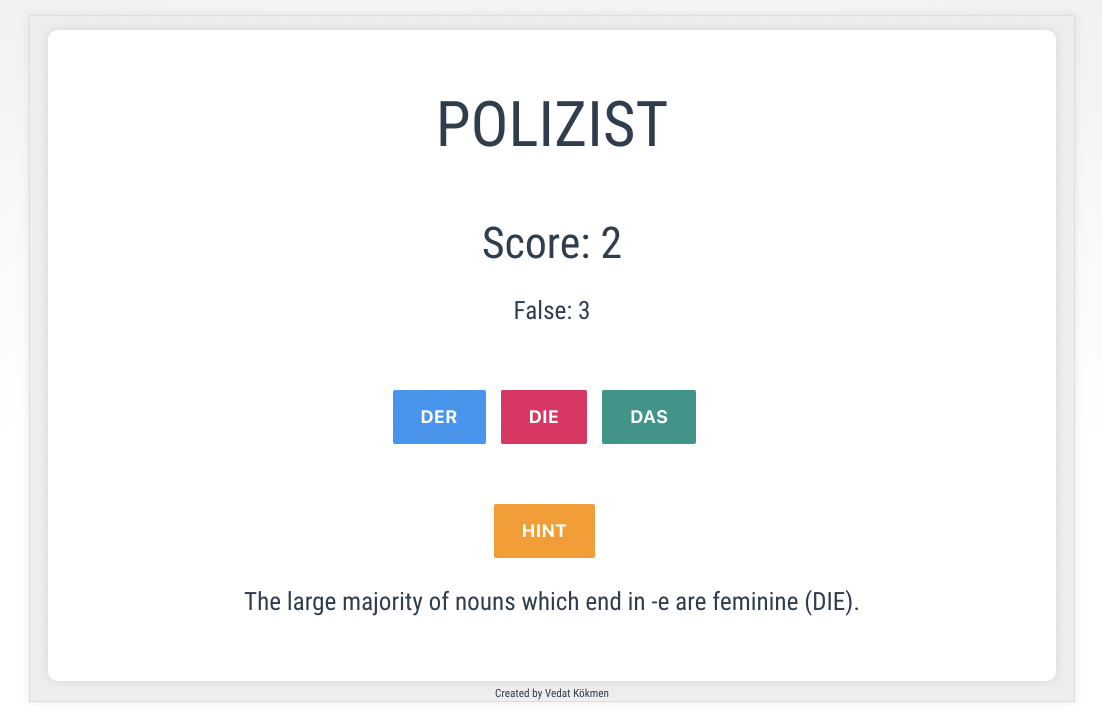 POLIZIST
Score: 2
False: 3
DER DIE DAS
HINT
The large majority of nouns which end in -e are feminine (DIE).
Created by Vedat Kökmen